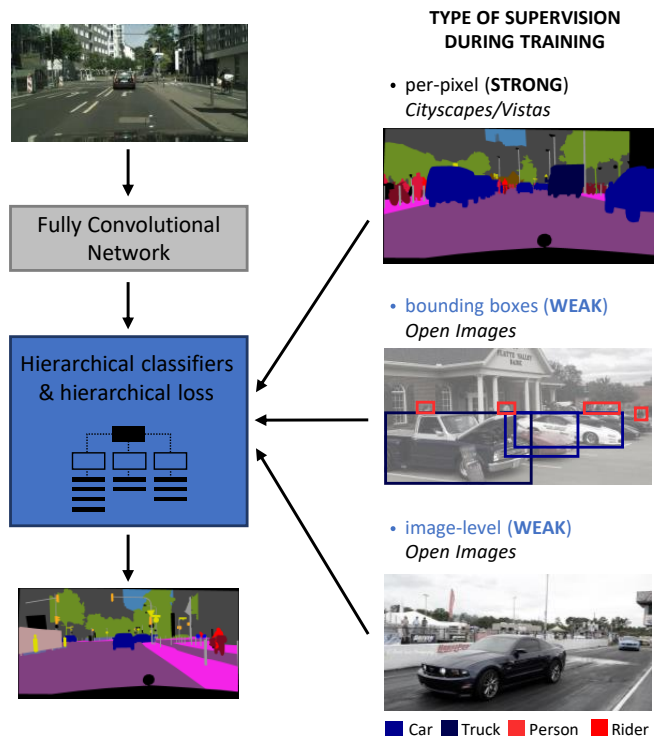 TYPE OF SUPERVISION
DURING TRAINING
• per-pixel (STRONG)
Cityscapes/Vistas
Fully Convolutional
Network
• bounding boxes (WEAK)
Open Images
Hierarchical classifiers
& hierarchical loss
• image-level (WEAK)
Open Images
Car Truck Person Rider